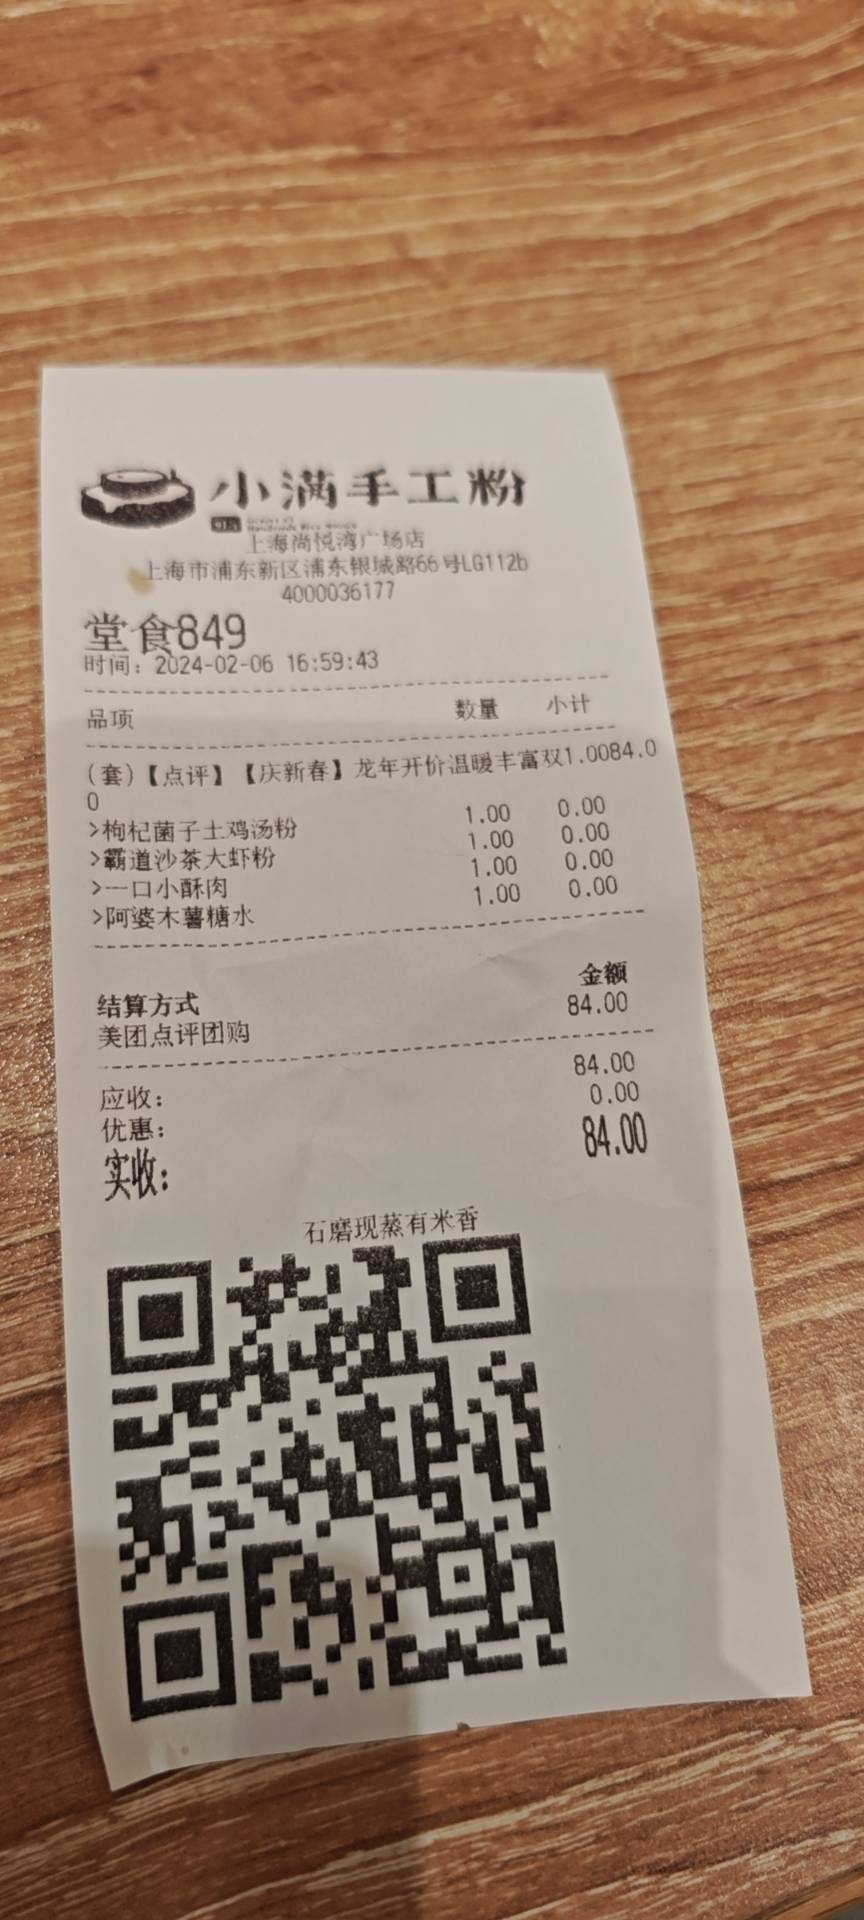 小满手工粉
上海尚悦湾广场店
上海市浦东新区浦东银城路66号LG112b
4000036177
堂食849
时间：2024-02-06 16:59:43
品项 数量 小计
(套)【点评】【庆新春】龙年开价温暖丰富双1.0084.0
0
>枸杞菌子土鸡汤粉 1.00 0.00
>霸道沙茶大虾粉 1.00 0.00
>一口小酥肉 1.00 0.00
>阿婆木薯糖水 1.00 0.00
结算方式 金额
美团点评团购 84.00
应收： 84.00
优惠： 0.00
实收： 84.00
石磨现蒸有米香